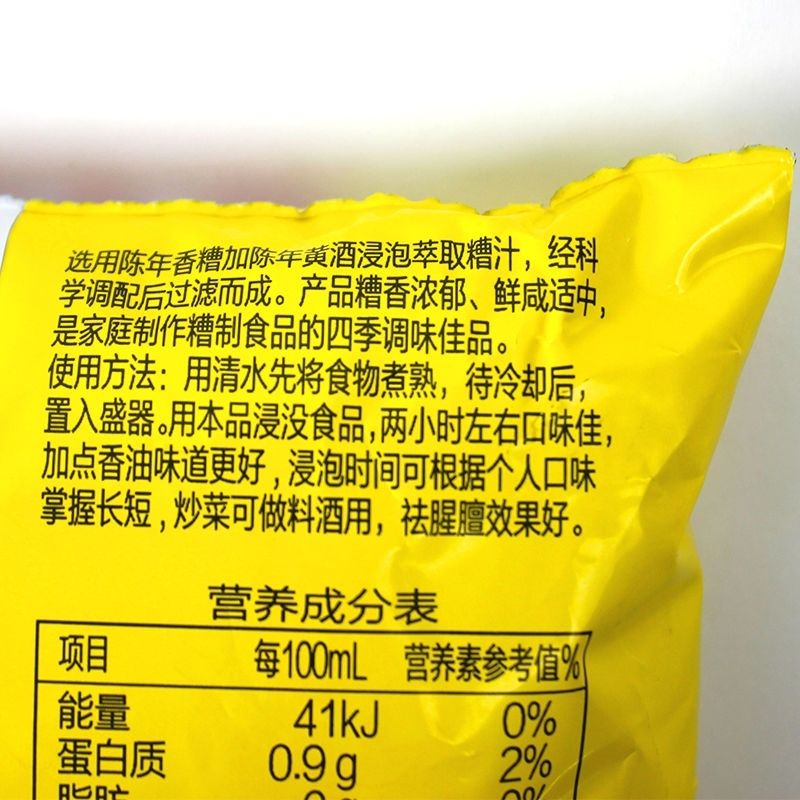 选用陈年香糟加陈年黄酒浸泡萃取糟汁，经科
学调配后过滤而成。产品糟香浓郁、鲜咸适中，
是家庭制作糟制食品的四季调味佳品。
使用方法：用清水先将食物煮熟，待冷却后，
置入盛器。用本品浸没食品，两小时左右口味佳，
加点香油味道更好，浸泡时间可根据个人口味
掌握长短，炒菜可做料酒用，祛腥膻效果好。
营养成分表
项目 每100mL 营养素参考值%
能量 41kJ 0%
蛋白质 0.9g 2%